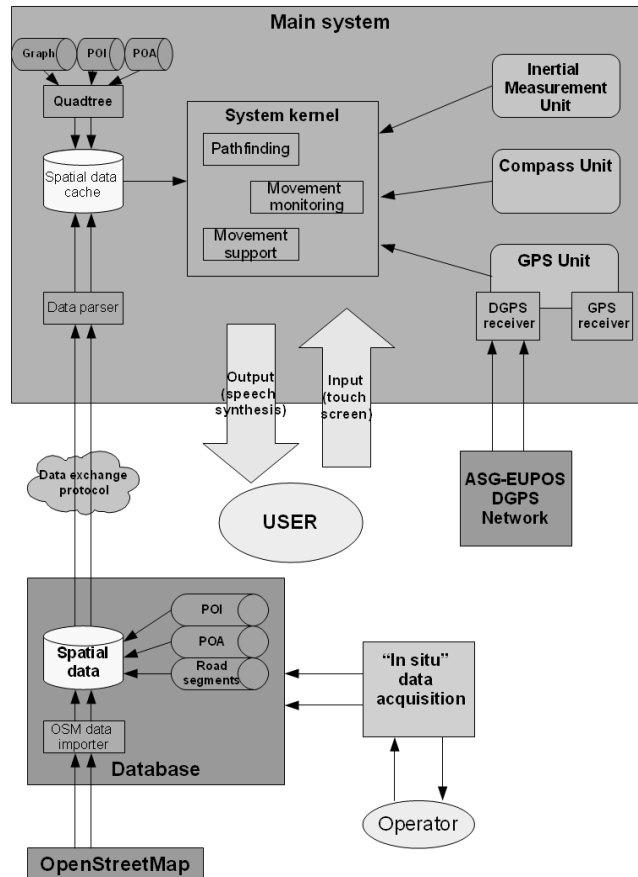 Main system
Graph
POI
POA
Quadtree
Spatial data
cache
System kernel
Pathfinding
Movement
monitoring
Movement
support
Inertial
Measurement
Unit
Compass Unit
GPS Unit
DGPS
receiver
GPS
receiver
Data parser
Output
(speech
synthesis)
Input
(touch
screen)
Data exchange
protocol
USER
ASG-EUPOS
DGPS
Network
POI
POA
Road
segments
Spatial
data
OSM data
importer
Database
“In situ”
data
acquisition
Operator
OpenStreetMap